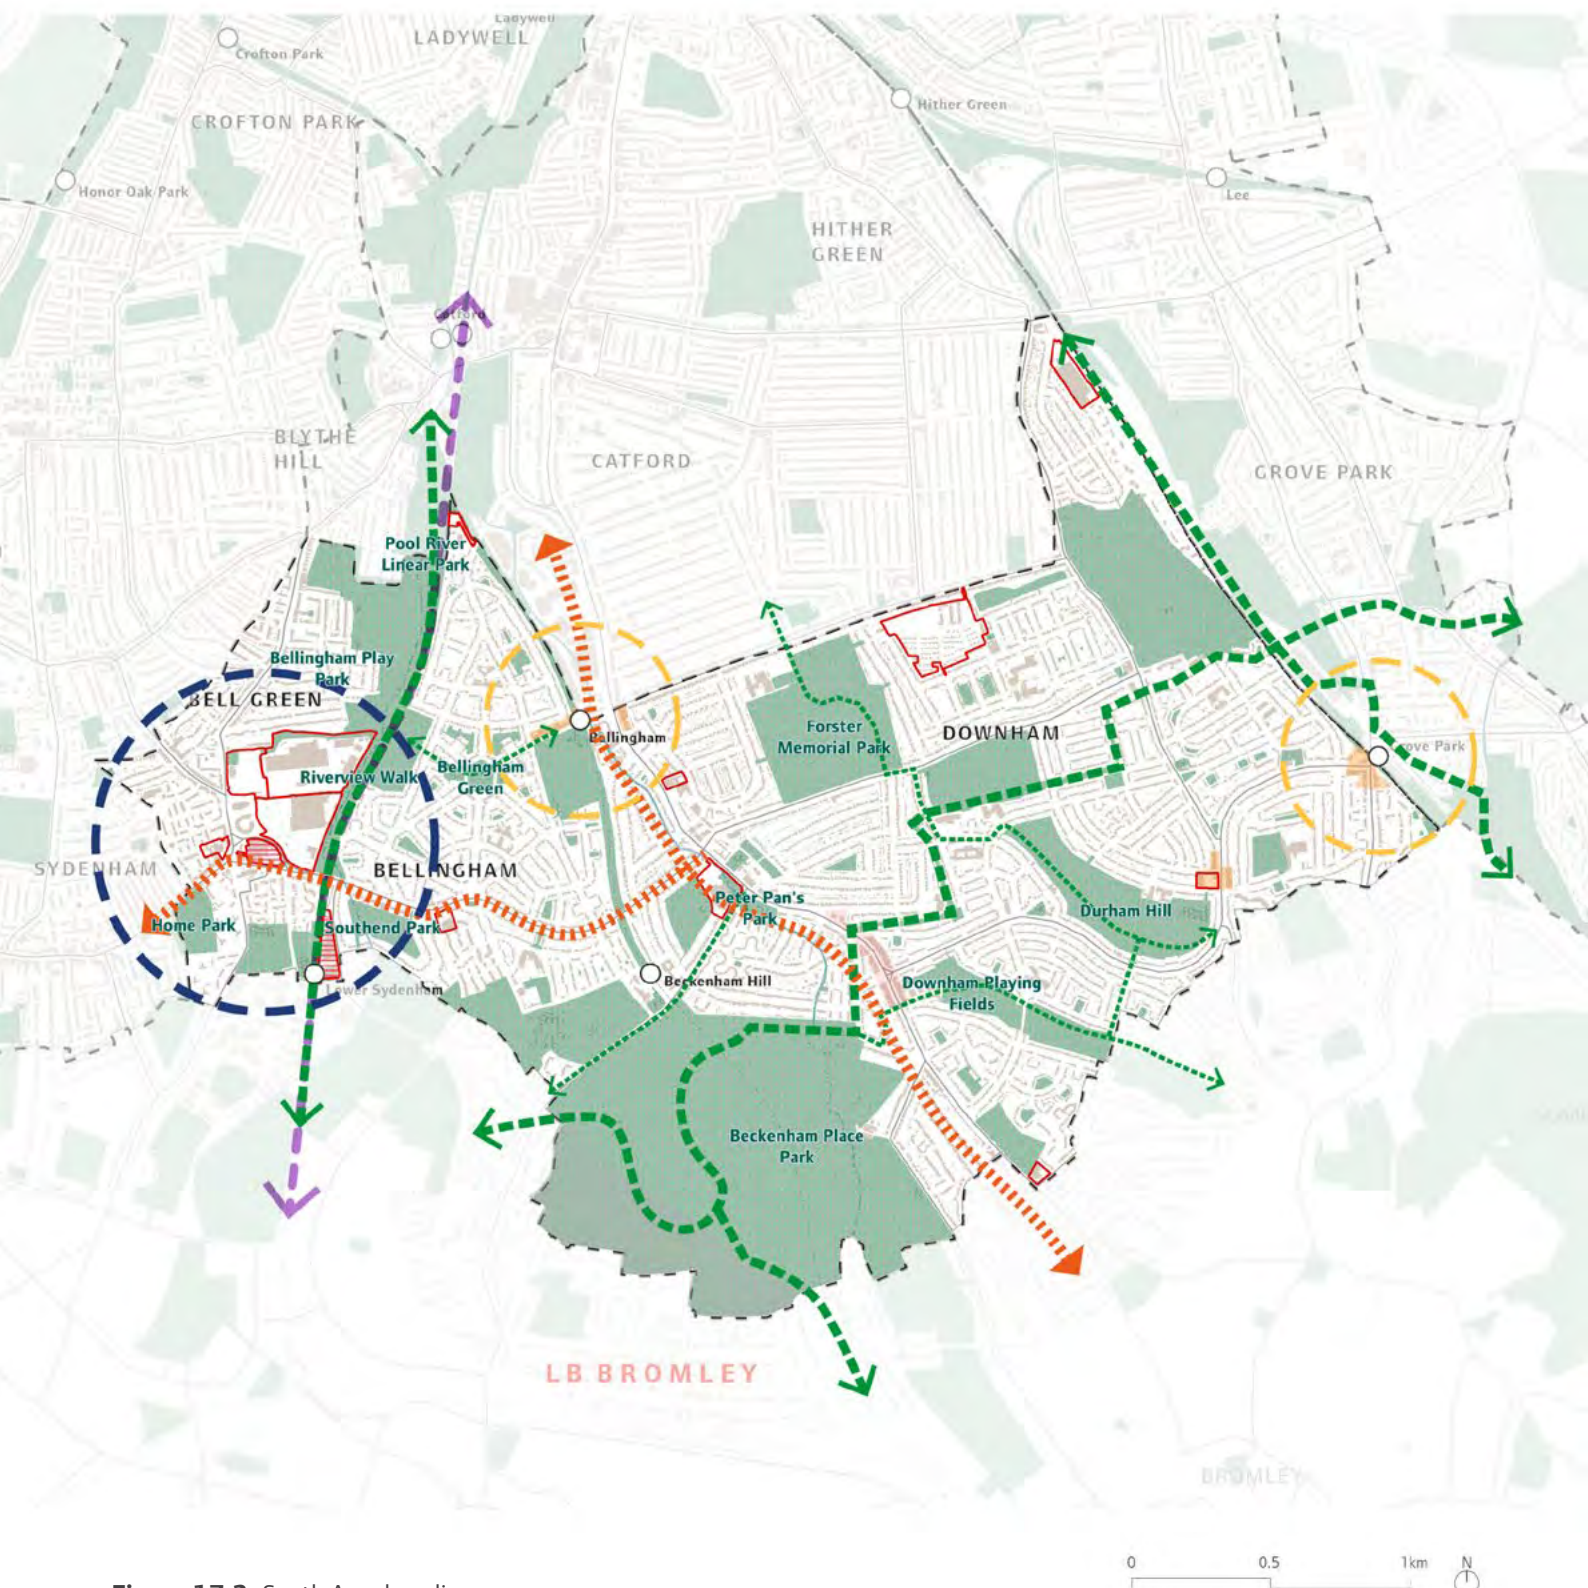 Ladywell
LADYWELL
Crofton Park
CROFTON PARK
Hither Green
Honor Oak Park
Lee
HITHER
GREEN
Catford
BLYTHE
HILL
CATFORD
GROVE PARK
Pool River
Linear Park
Bellingham Play
Park
BELL GREEN
Forster
Memorial Park
DOWNHAM
Bellingham
rove Park
Riverview Walk
Bellingham
Green
SYDENHAM
BELLINGHAM
Peter Pan's
Park
Durham Hill
Home Park
Southend Park
Beckenham Hill
Lower Sydenham
Downham Playing
Fields
Beckenham Place
Park
LB BROMLEY
BROMLEY
0 0.5 1km N